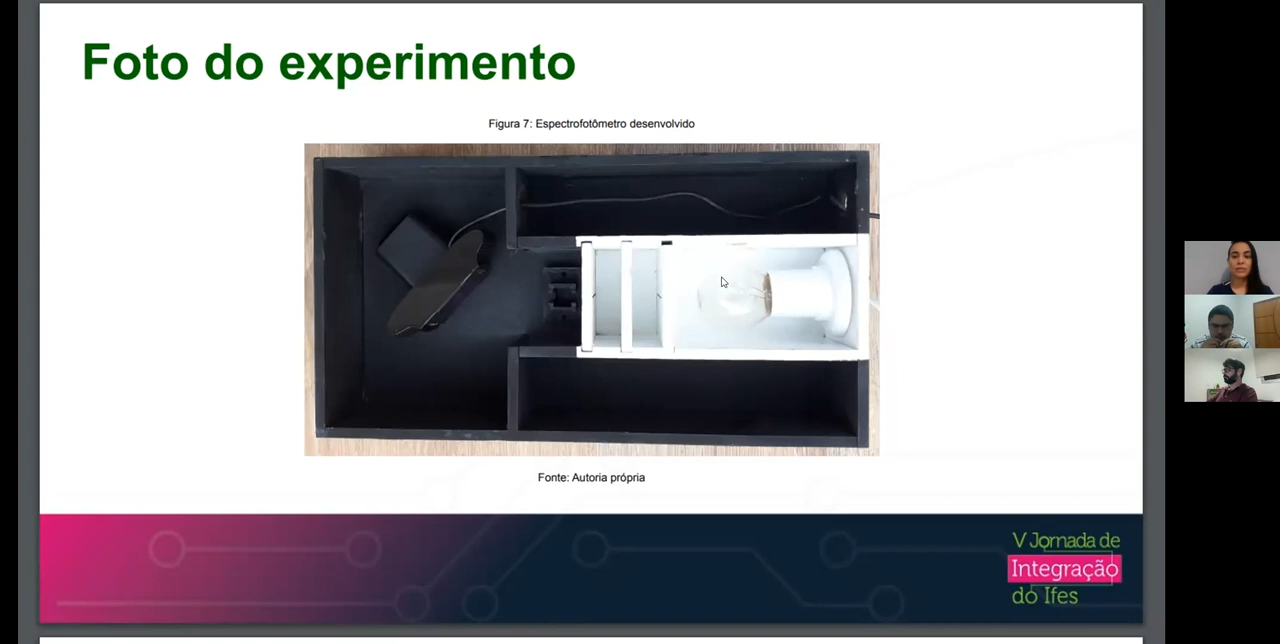 Foto do experimento
Figura 7: Espectrofotômetro desenvolvido
Fonte: Autoria própria
V Jornada de
Integração
do Ifes